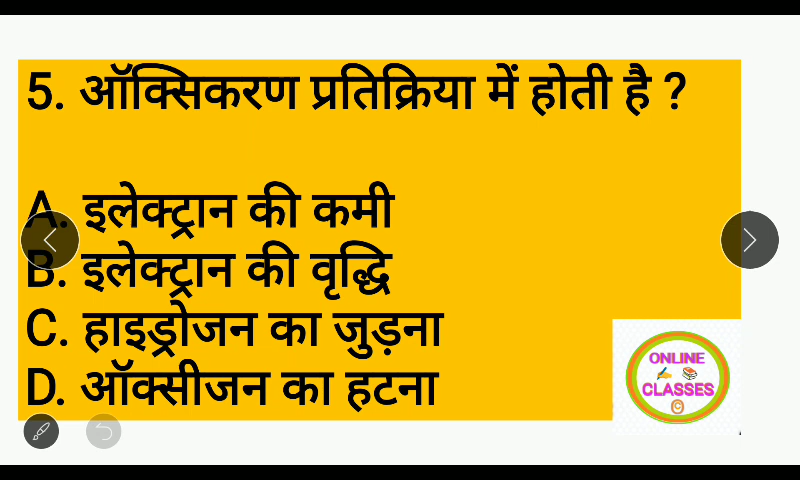 5. ऑक्सिकरण प्रतिक्रिया में होती है ?
A. इलेक्ट्रान की कमी
B. इलेक्ट्रान की वृद्धि
C. हाइड्रोजन का जुड़ना
D. ऑक्सीजन का हटना
ONLINE
CLASSES
©